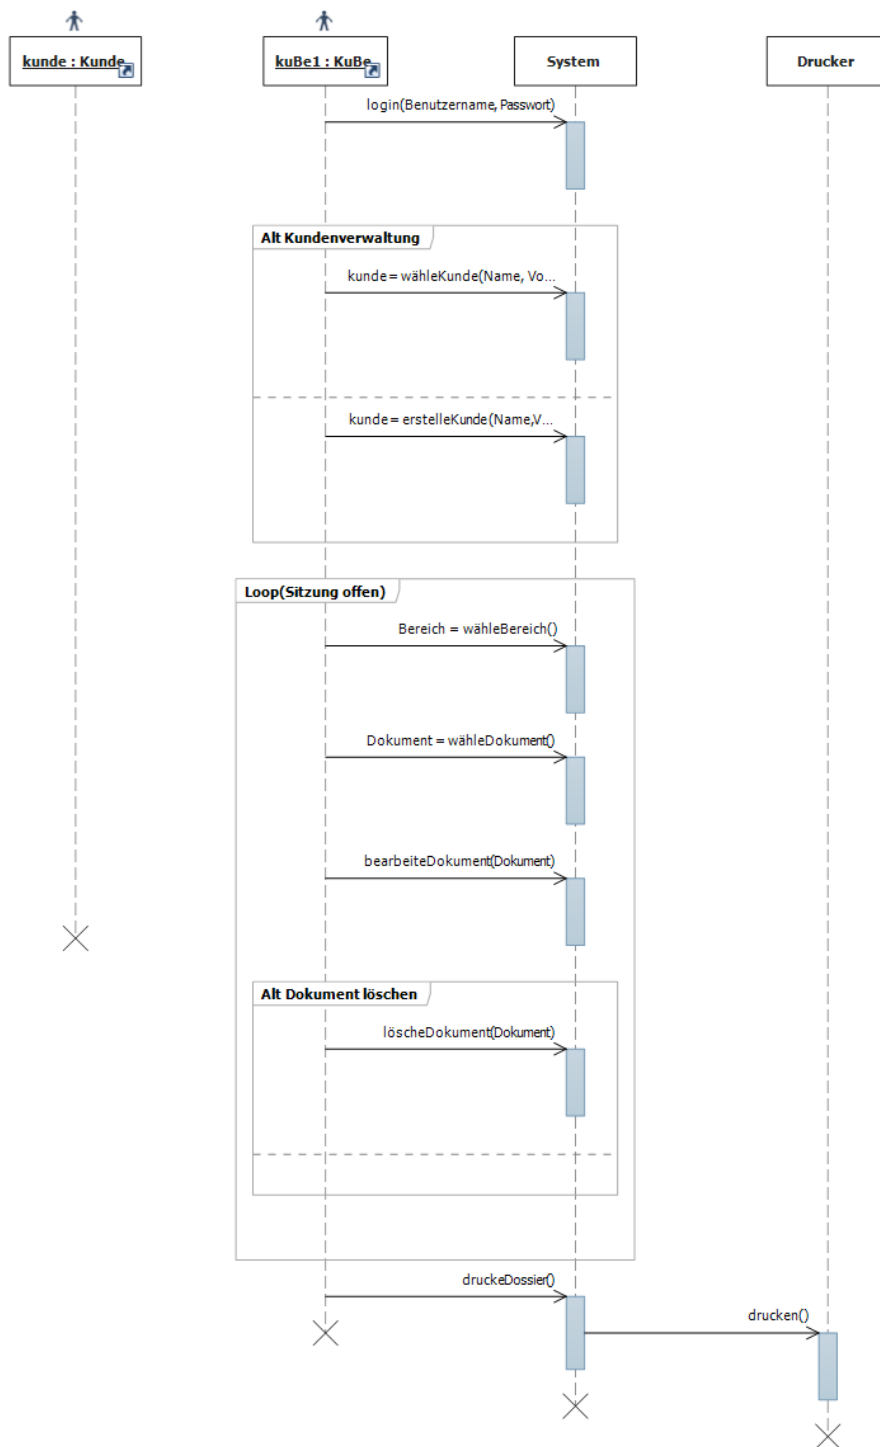 kunde : Kunde
kuBe1 : KuBe
System
Drucker
login(Benutzername, Passwort)
Alt Kundenverwaltung
kunde = wähleKunde(Name, Vo...
kunde = erstelleKunde(Name,V...
Loop(Sitzung offen)
Bereich = wähleBereich()
Dokument = wähleDokument()
bearbeiteDokument(Dokument)
Alt Dokument löschen
löscheDokument(Dokument)
druckeDossier()
drucken()